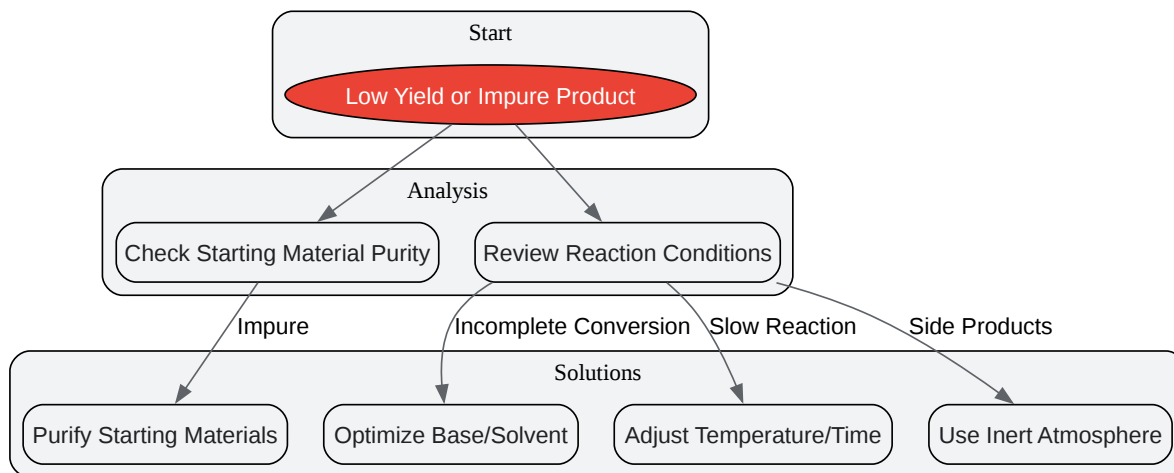 Start
Low Yield or Impure Product
Analysis
Check Starting Material Purity
Review Reaction Conditions
Impure
Incomplete Conversion
Slow Reaction
Side Products
Solutions
Purify Starting Materials
Optimize Base/Solvent
Adjust Temperature/Time
Use Inert Atmosphere